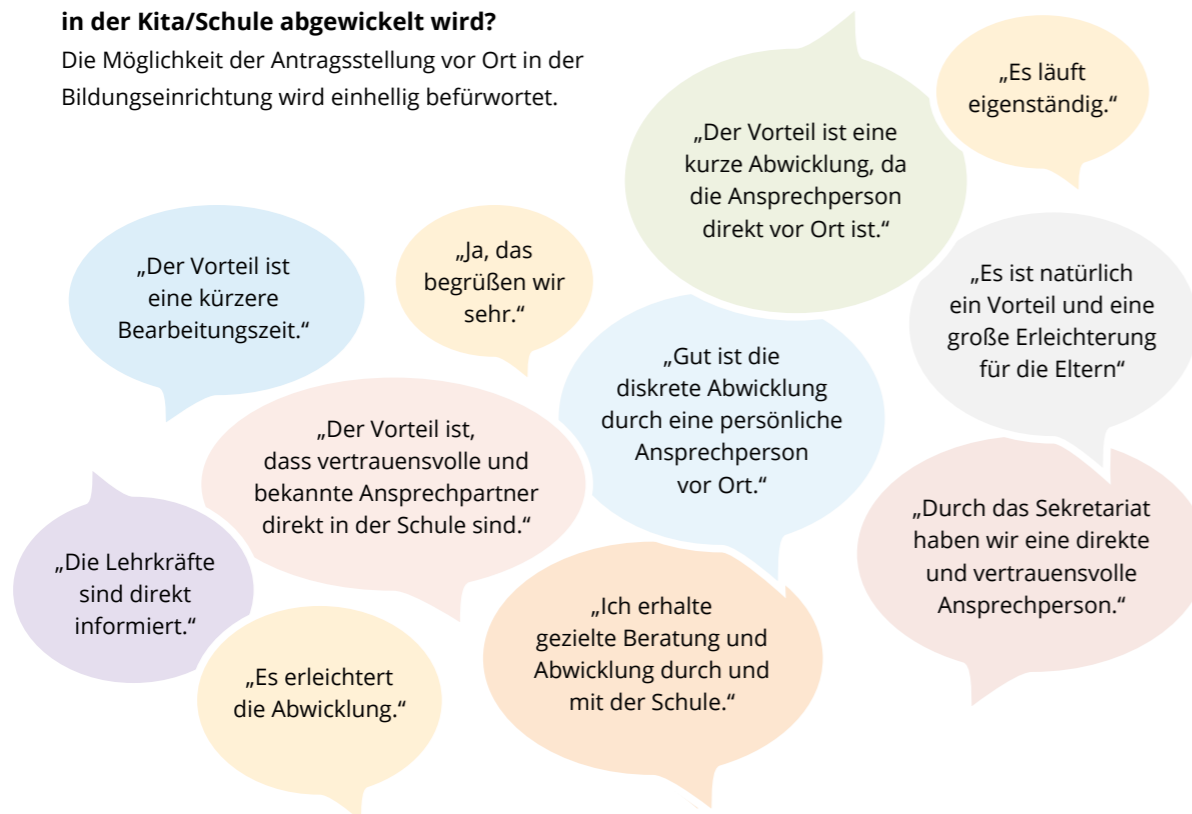 in der Kita/Schule abgewickelt wird?
Die Möglichkeit der Antragsstellung vor Ort in der
Bildungseinrichtung wird einhellig befürwortet.
„Es läuft
eigenständig.“
„Der Vorteil ist eine
kurze Abwicklung, da
die Ansprechperson
direkt vor Ort ist.“
„Der Vorteil ist
eine kürzere
Bearbeitungszeit.“
„Ja, das
begrüßen wir
sehr.“
„Es ist natürlich
ein Vorteil und eine
große Erleichterung
für die Eltern“
„Gut ist die
diskrete Abwicklung
durch eine persönliche
Ansprechperson
vor Ort.“
„Der Vorteil ist,
dass vertrauensvolle und
bekannte Ansprechpartner
direkt in der Schule sind.“
„Durch das Sekretariat
haben wir eine direkte
und vertrauensvolle
Ansprechperson.“
„Die Lehrkräfte
sind direkt
informiert.“
„Ich erhalte
gezielte Beratung und
Abwicklung durch und
mit der Schule.“
„Es erleichtert
die Abwicklung.“